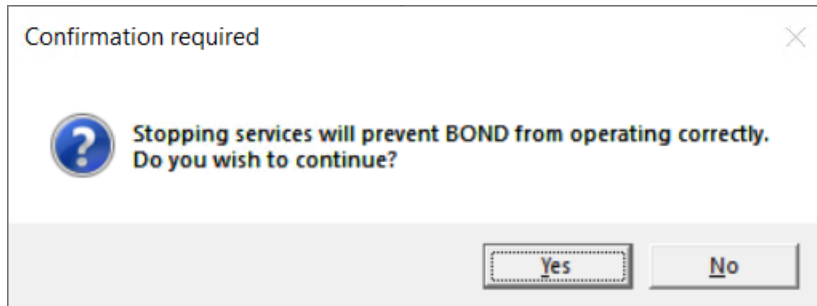 Confirmation required
Stopping services will prevent BOND from operating correctly.
Do you wish to continue?
Yes
No